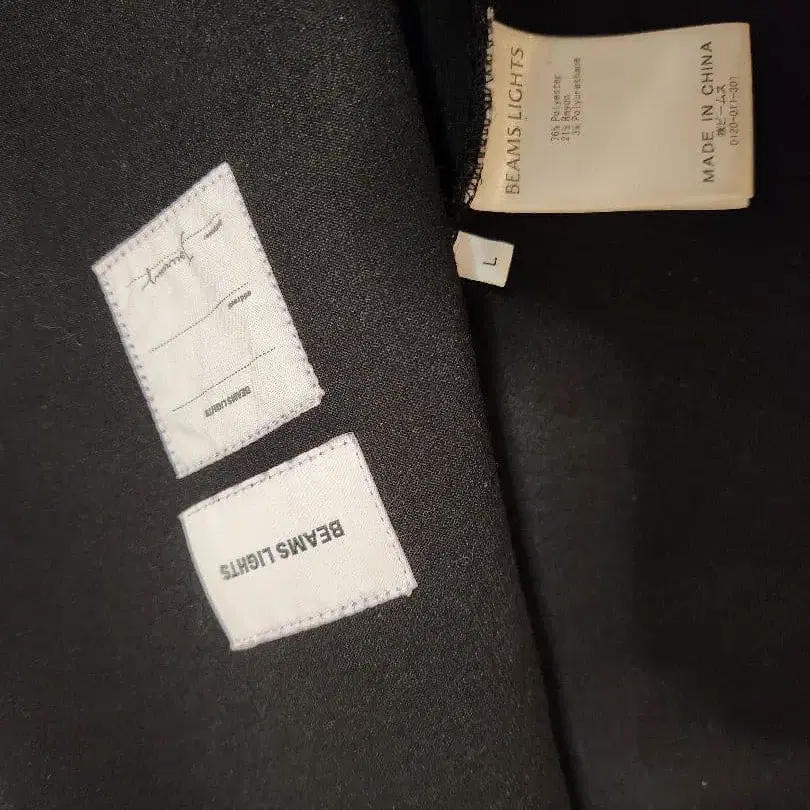 BEAMS LIGHTS
76% Polyester
21% Rayon
3% Polyurethane
MADE IN CHINA
㈱ビームス
0120-011-301
L
address
BEAMS LIGHTS
BEAMS LIGHTS